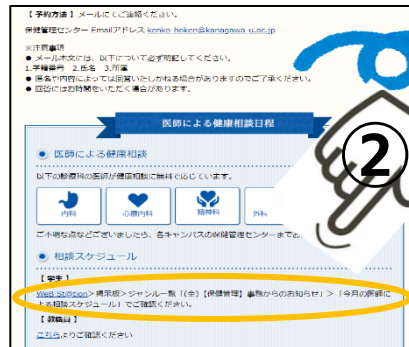 【 予約方法 】メールにてご連絡ください。
保健管理センター Emailアドレス kenko-hoken@kanagawa-u.ac.jp
※注意事項
● メール本文には、以下について必ず明記してください。
1.学籍番号 2.氏名 3.所属
● 匿名や内容によっては回答いたしかねる場合がありますのでご了承ください。
● 回答にはお時間をいただく場合があります。
②
医師による健康相談日程
医師による健康相談
以下の診療科の医師が健康相談に無料で応じています。
内科 心療内科 精神科 外科
ご不明な点などございましたら、各キャンパスの保健管理センターまでお
相談スケジュール
【 学生 】
WeB St@tion＞掲示板＞ジャンル一覧「(全)【保健管理】事務からのお知らせ」＞「今月の医師に
よる相談スケジュール」でご確認ください。
【 教職員 】
こちらよりご確認ください